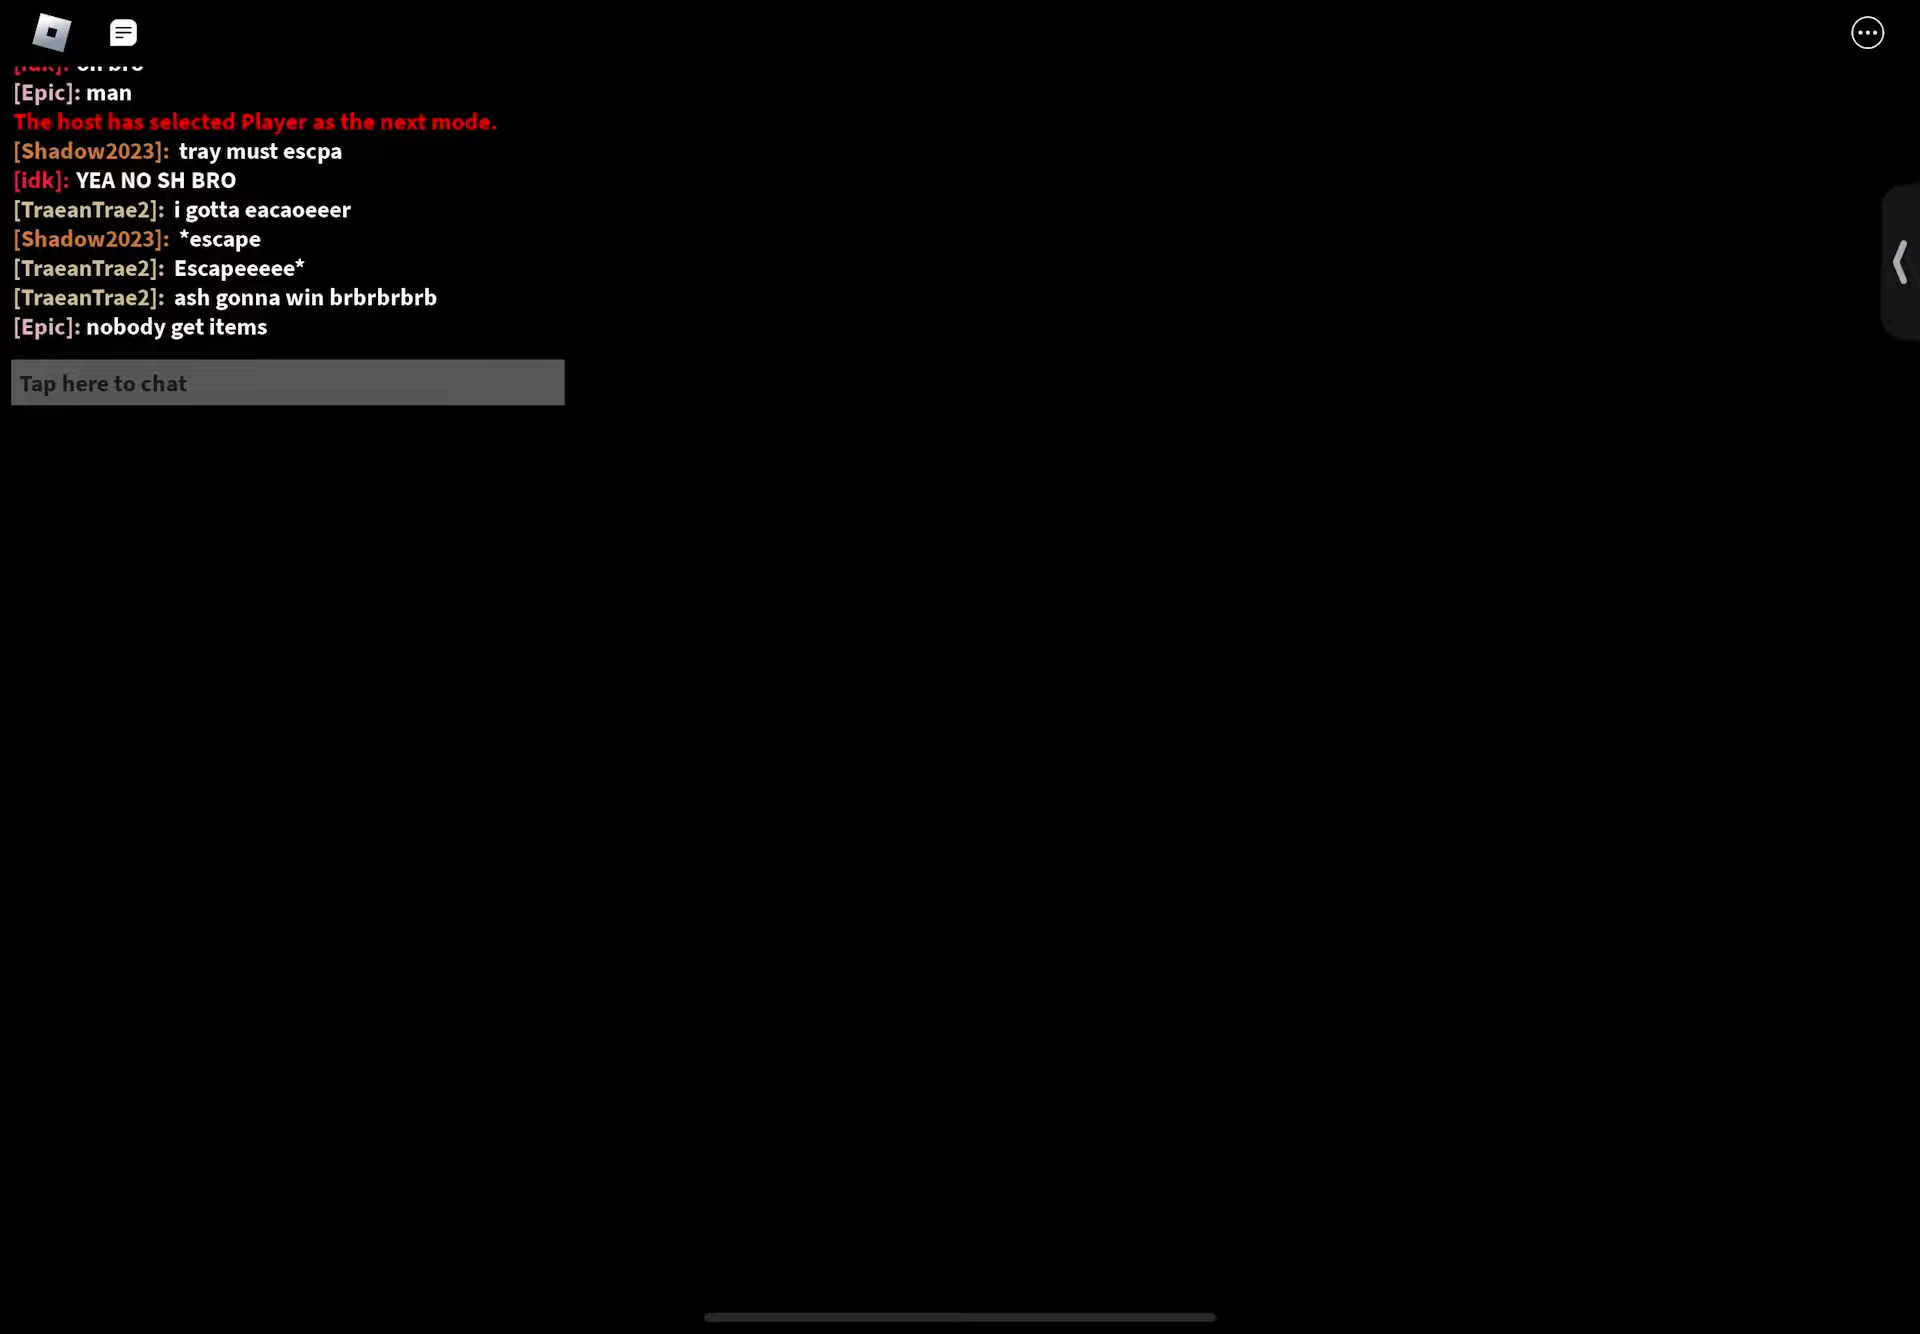 [Epic]: man
The host has selected Player as the next mode.
[Shadow2023]: tray must escpa
[idk]: YEA NO SH BRO
[TraeanTrae2]: i gotta eacaoeeer
[Shadow2023]: *escape
[TraeanTrae2]: Escapeeeee*
[TraeanTrae2]: ash gonna win brbrbrbrb
[Epic]: nobody get items
Tap here to chat